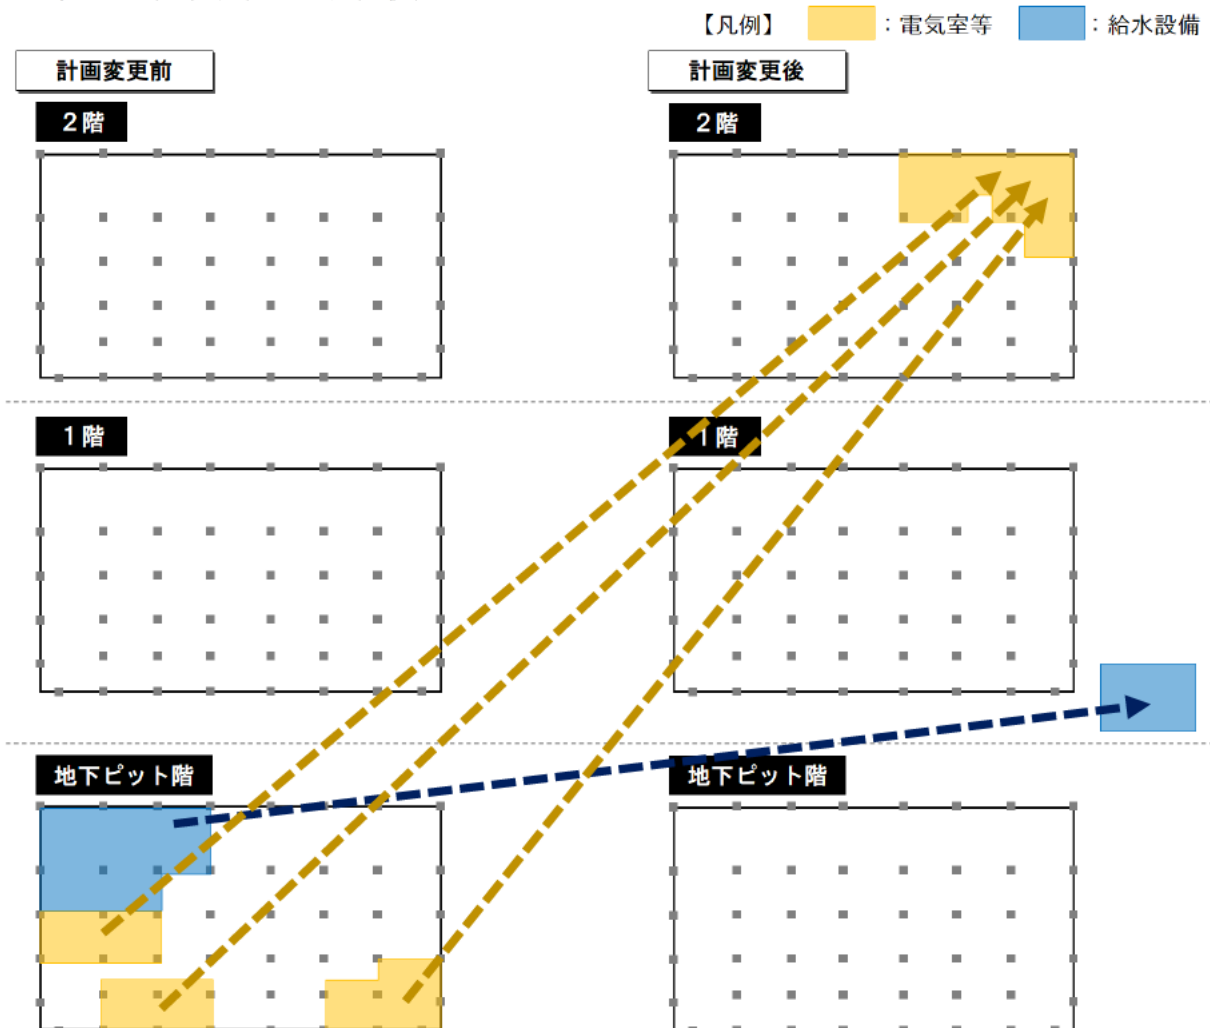 【凡例】 ：電気室等 ：給水設備
計画変更前
計画変更後
２階
２階
１階
１階
地下ピット階
地下ピット階